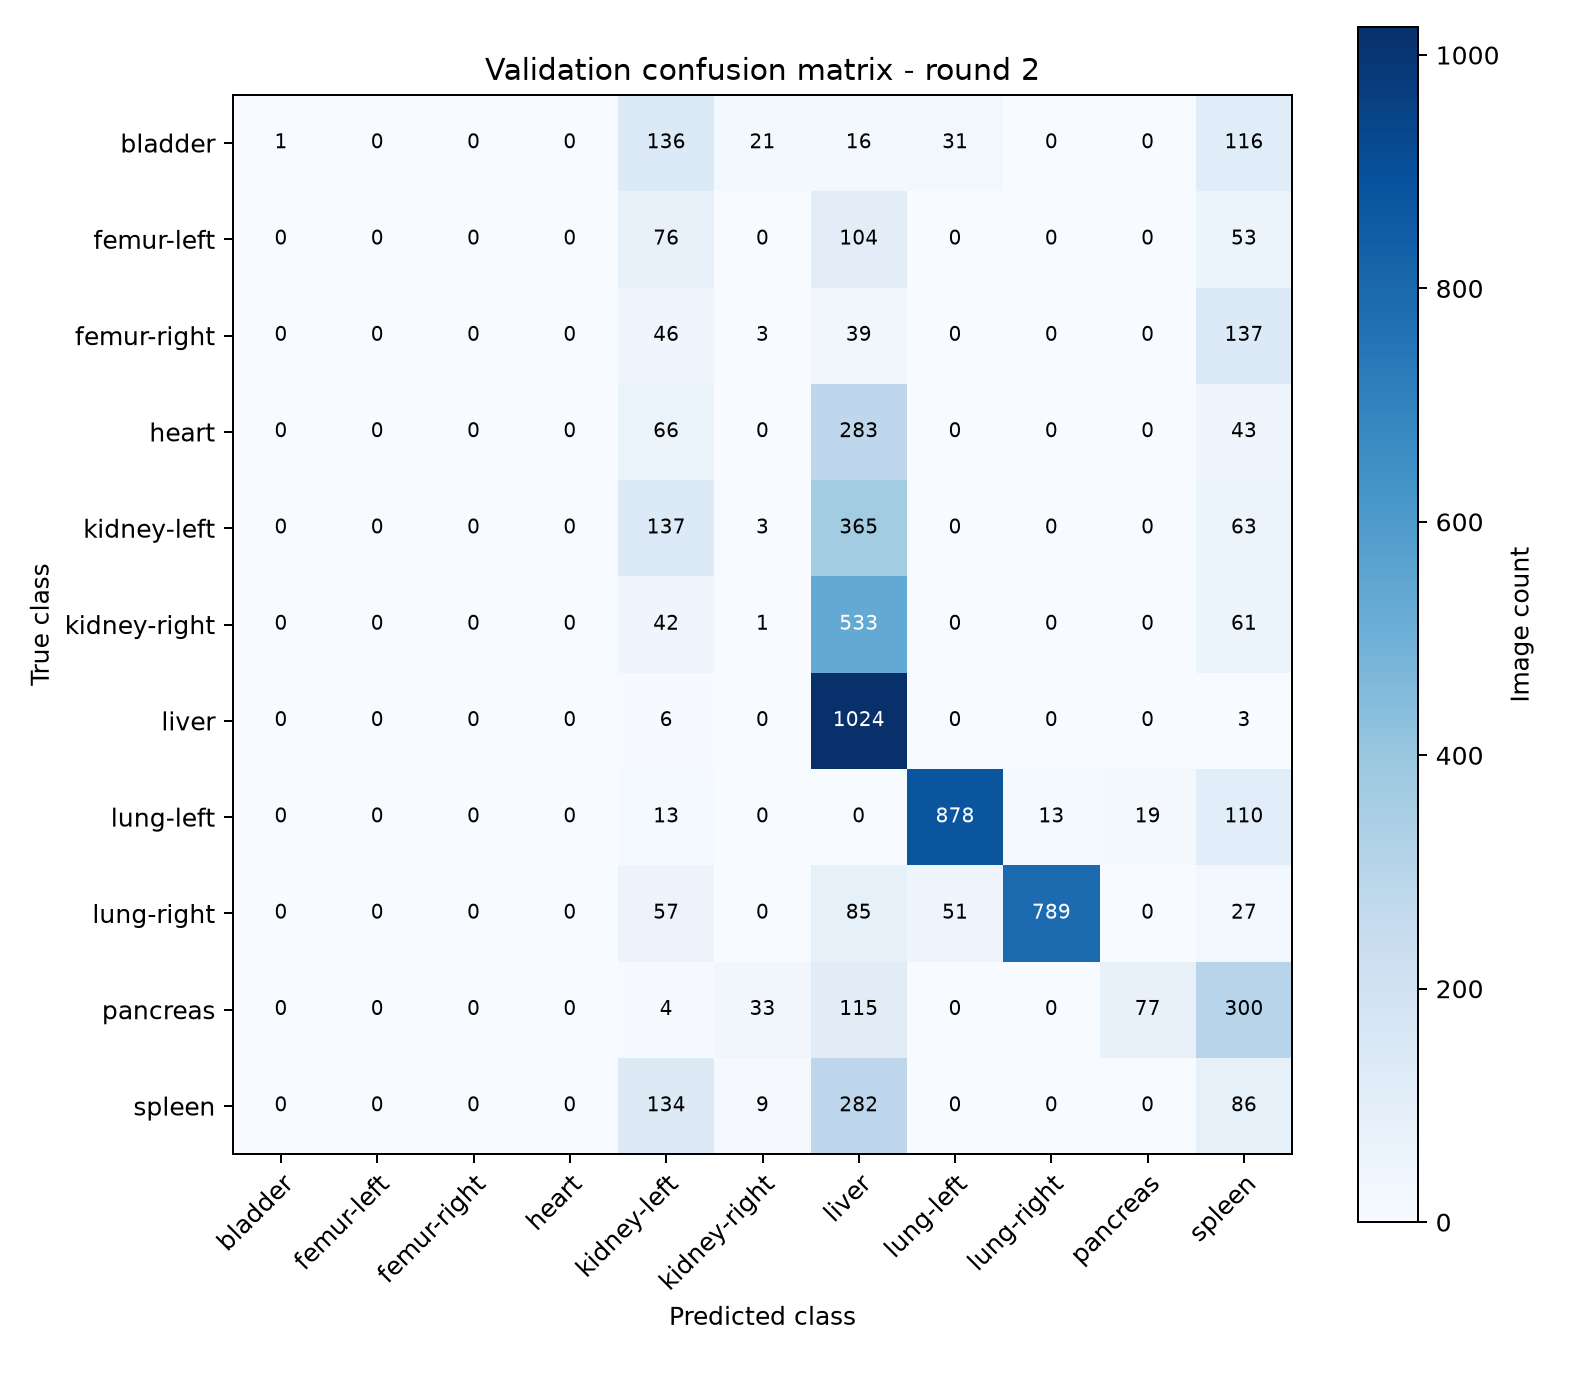 Validation confusion matrix - round 2
True class
bladder 1 0 0 0 136 21 16 31 0 0 116
femur-left 0 0 0 0 76 0 104 0 0 0 53
femur-right 0 0 0 0 46 3 39 0 0 0 137
heart 0 0 0 0 66 0 283 0 0 0 43
kidney-left 0 0 0 0 137 3 365 0 0 0 63
kidney-right 0 0 0 0 42 1 533 0 0 0 61
liver 0 0 0 0 6 0 1024 0 0 0 3
lung-left 0 0 0 0 13 0 0 878 13 19 110
lung-right 0 0 0 0 57 0 85 51 789 0 27
pancreas 0 0 0 0 4 33 115 0 0 77 300
spleen 0 0 0 0 134 9 282 0 0 0 86
bladder femur-left femur-right heart kidney-left kidney-right liver lung-left lung-right pancreas spleen
Predicted class
1000
800
600
400
200
0
Image count